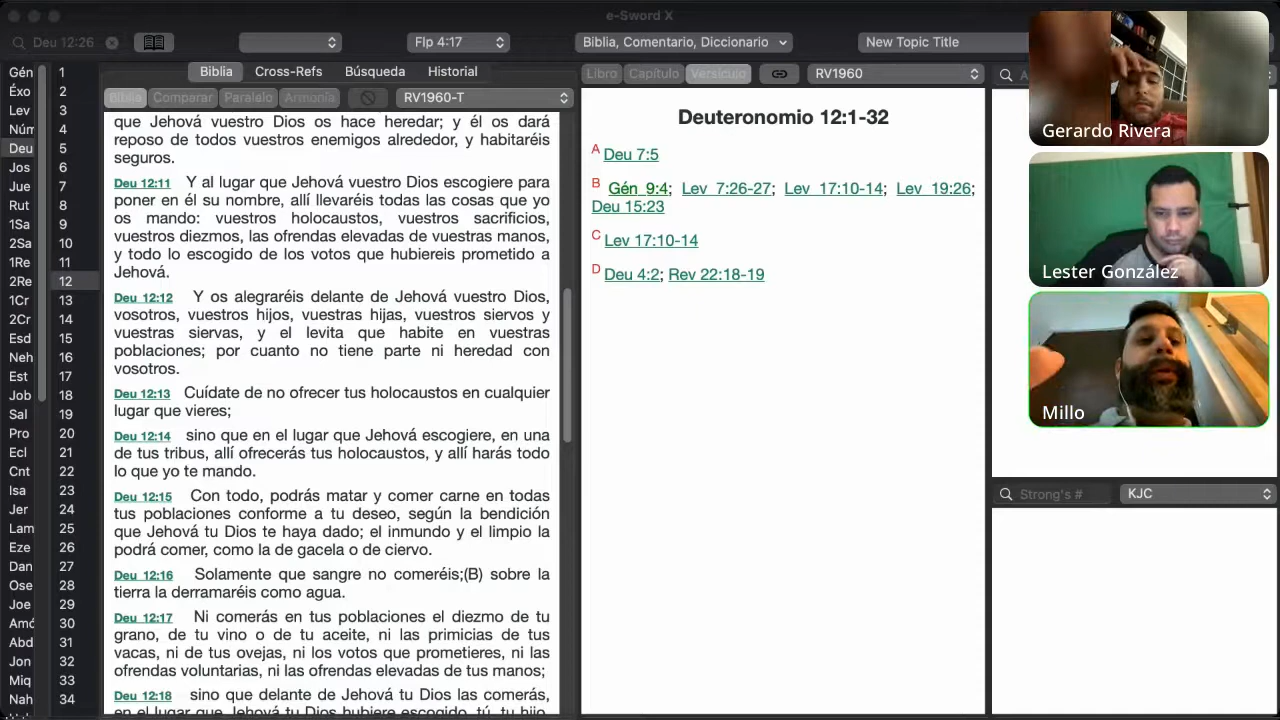 e-Sword X
Deu 12:26
Flp 4:17
Biblia, Comentario, Diccionario
New Topic Title
Biblia Cross-Refs Búsqueda Historial
Biblia Comparar Paralelo Armonía
RV1960-T
Libro Capítulo Versículo
RV1960
Gén
Éxo
Lev
Núm
Deu
Jos
Jue
Rut
1Sa
2Sa
1Re
2Re
1Cr
2Cr
Esd
Neh
Est
Job
Sal
Pro
Ecl
Cnt
Isa
Jer
Lam
Eze
Dan
Ose
Joe
Amó
Abd
Jon
Miq
Nah
1
2
3
4
5
6
7
8
9
10
11
12
13
14
15
16
17
18
19
20
21
22
23
24
25
26
27
28
29
30
31
32
33
34
que Jehová vuestro Dios os hace heredar; y él os dará
reposo de todos vuestros enemigos alrededor, y habitaréis
seguros.
Deu 12:11 Y al lugar que Jehová vuestro Dios escogiere para
poner en él su nombre, allí llevaréis todas las cosas que yo
os mando: vuestros holocaustos, vuestros sacrificios,
vuestros diezmos, las ofrendas elevadas de vuestras manos,
y todo lo escogido de los votos que hubiereis prometido a
Jehová.
Deu 12:12 Y os alegraréis delante de Jehová vuestro Dios,
vosotros, vuestros hijos, vuestras hijas, vuestros siervos y
vuestras siervas, y el levita que habite en vuestras
poblaciones; por cuanto no tiene parte ni heredad con
vosotros.
Deu 12:13 Cuídate de no ofrecer tus holocaustos en cualquier
lugar que vieres;
Deu 12:14 sino que en el lugar que Jehová escogiere, en una
de tus tribus, allí ofrecerás tus holocaustos, y allí harás todo
lo que yo te mando.
Deu 12:15 Con todo, podrás matar y comer carne en todas
tus poblaciones conforme a tu deseo, según la bendición
que Jehová tu Dios te haya dado; el inmundo y el limpio la
podrá comer, como la de gacela o de ciervo.
Deu 12:16 Solamente que sangre no comeréis;(B) sobre la
tierra la derramaréis como agua.
Deu 12:17 Ni comerás en tus poblaciones el diezmo de tu
grano, de tu vino o de tu aceite, ni las primicias de tus
vacas, ni de tus ovejas, ni los votos que prometieres, ni las
ofrendas voluntarias, ni las ofrendas elevadas de tus manos;
Deu 12:18 sino que delante de Jehová tu Dios las comerás,
en el lugar que Jehová tu Dios hubiere escogido, tú, tu hijo,
Deuteronomio 12:1-32
A Deu 7:5
B Gén 9:4; Lev 7:26-27; Lev 17:10-14; Lev 19:26;
Deu 15:23
C Lev 17:10-14
D Deu 4:2; Rev 22:18-19
Gerardo Rivera
Lester González
Millo
Strong's #
KJC